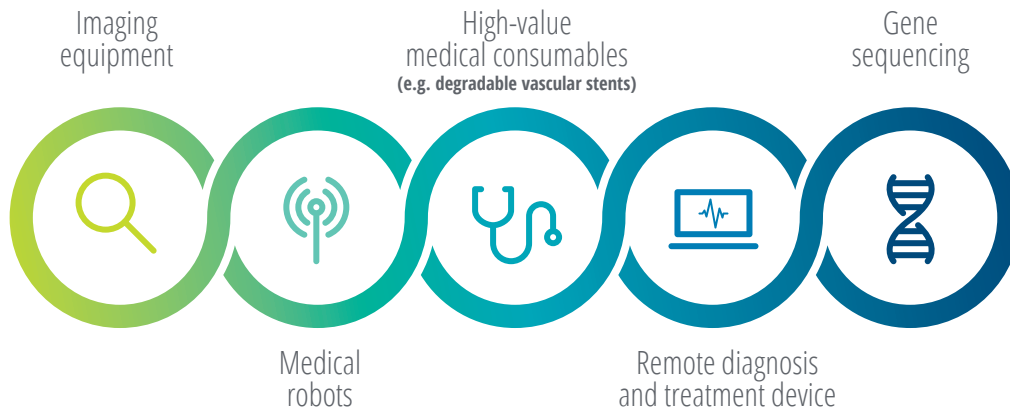 Imaging
equipment
High-value
medical consumables
(e.g. degradable vascular stents)
Gene
sequencing
Medical
robots
Remote diagnosis
and treatment device